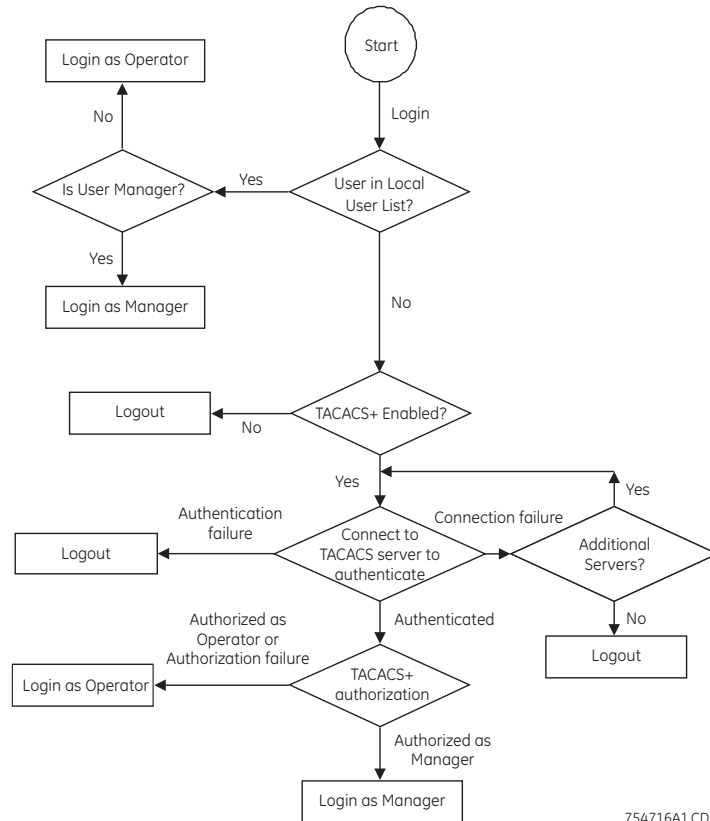 Start
Login as Operator
Login
No
Is User Manager?
Yes
User in Local
User List?
Yes
Login as Manager
No
Logout
No
TACACS+ Enabled?
Yes
Yes
Authentication
failure
Connection failure
Logout
Connect to
TACACS server to
authenticate
Additional
Servers?
Authorized as
Operator or
Authorization failure
Authenticated
No
Logout
Login as Operator
TACACS+
authorization
Authorized as
Manager
Login as Manager
754716A1.CDR